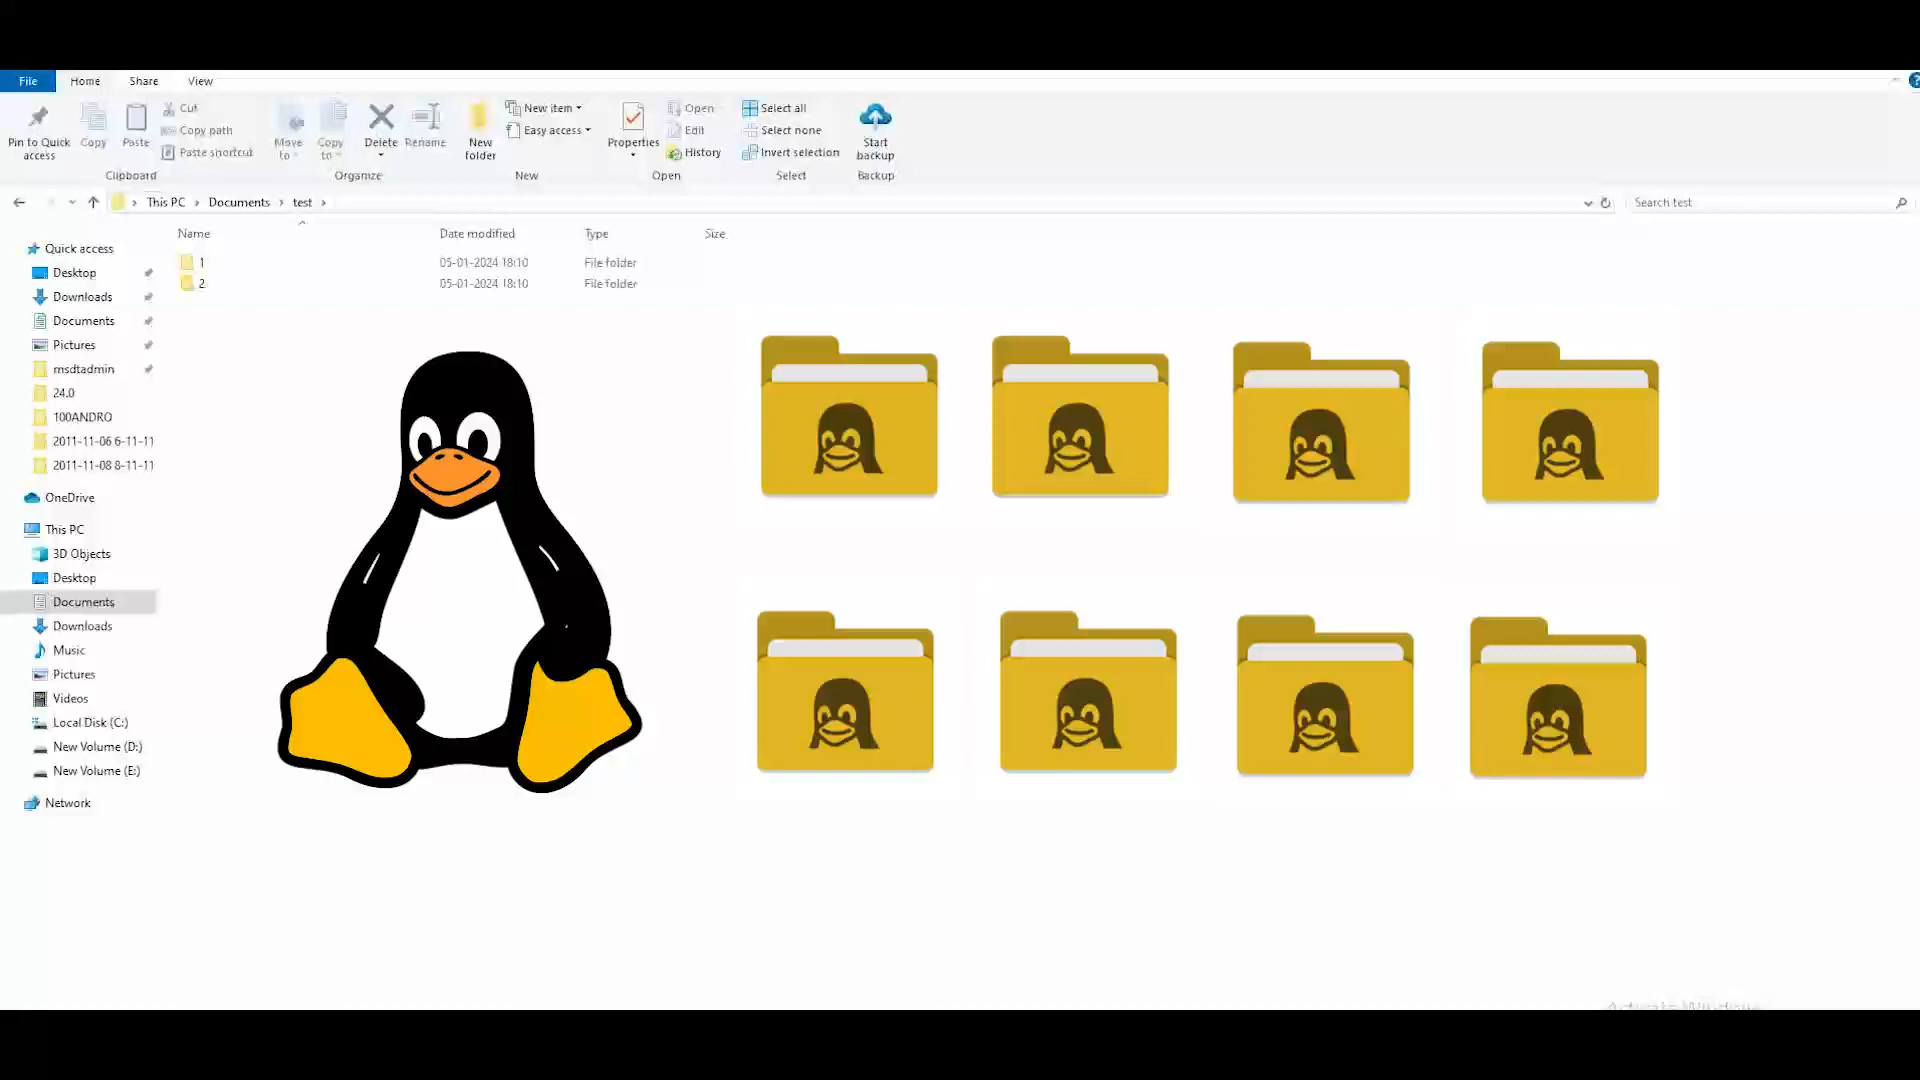 File Home Share View
Pin to Quick access
Copy
Paste
Cut
Copy path
Paste shortcut
Clipboard
Move to
Copy to
Delete
Rename
Organize
New folder
New item
Easy access
New
Properties
Open
Edit
History
Open
Select all
Select none
Invert selection
Select
Start backup
Backup
This PC › Documents › test ›
Search test
Name Date modified Type Size
1 05-01-2024 18:10 File folder
2 05-01-2024 18:10 File folder
Quick access
Desktop
Downloads
Documents
Pictures
msdtadmin
24.0
100ANDRO
2011-11-06 6-11-11
2011-11-08 8-11-11
OneDrive
This PC
3D Objects
Desktop
Documents
Downloads
Music
Pictures
Videos
Local Disk (C:)
New Volume (D:)
New Volume (E:)
Network